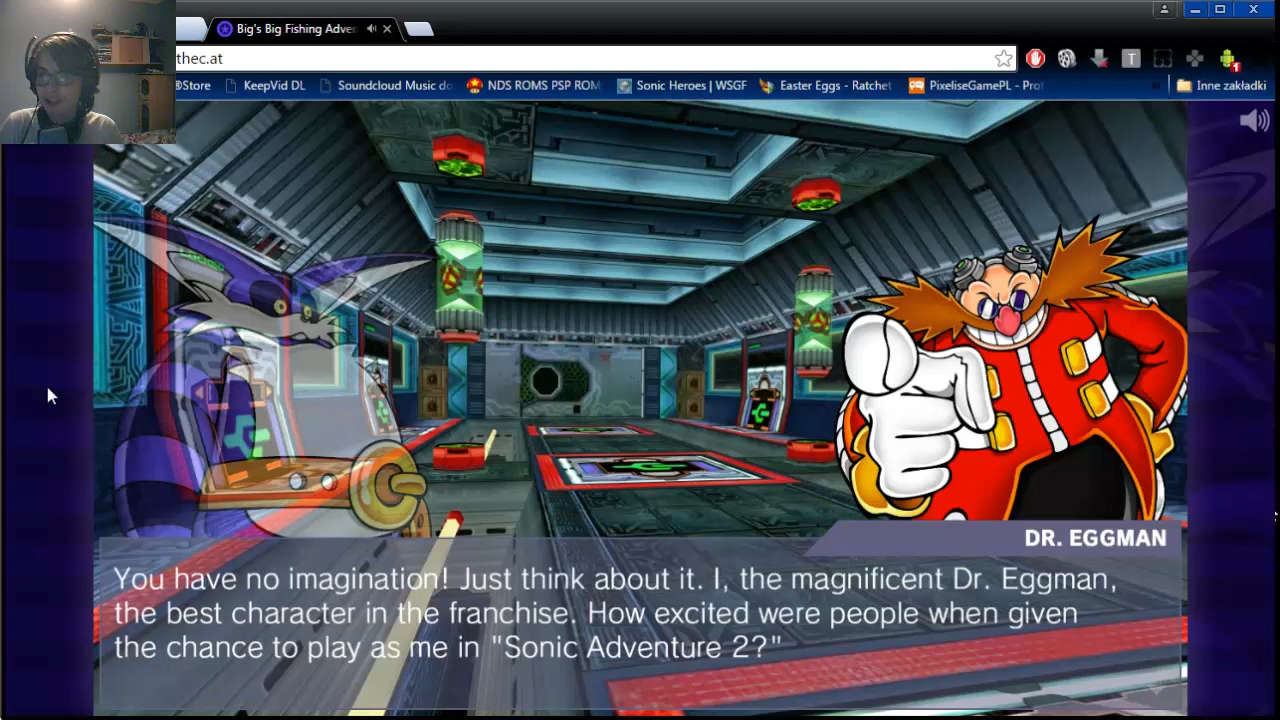 Big's Big Fishing Adven
thec.at
T
1
®Store
KeepVid DL
Soundcloud Music do
NDS ROMS PSP ROM
Sonic Heroes | WSGF
Easter Eggs - Ratchet
PixeliseGamePL - Prof
Inne zakładki
DR. EGGMAN
You have no imagination! Just think about it. I, the magnificent Dr. Eggman,
the best character in the franchise. How excited were people when given
the chance to play as me in "Sonic Adventure 2?"